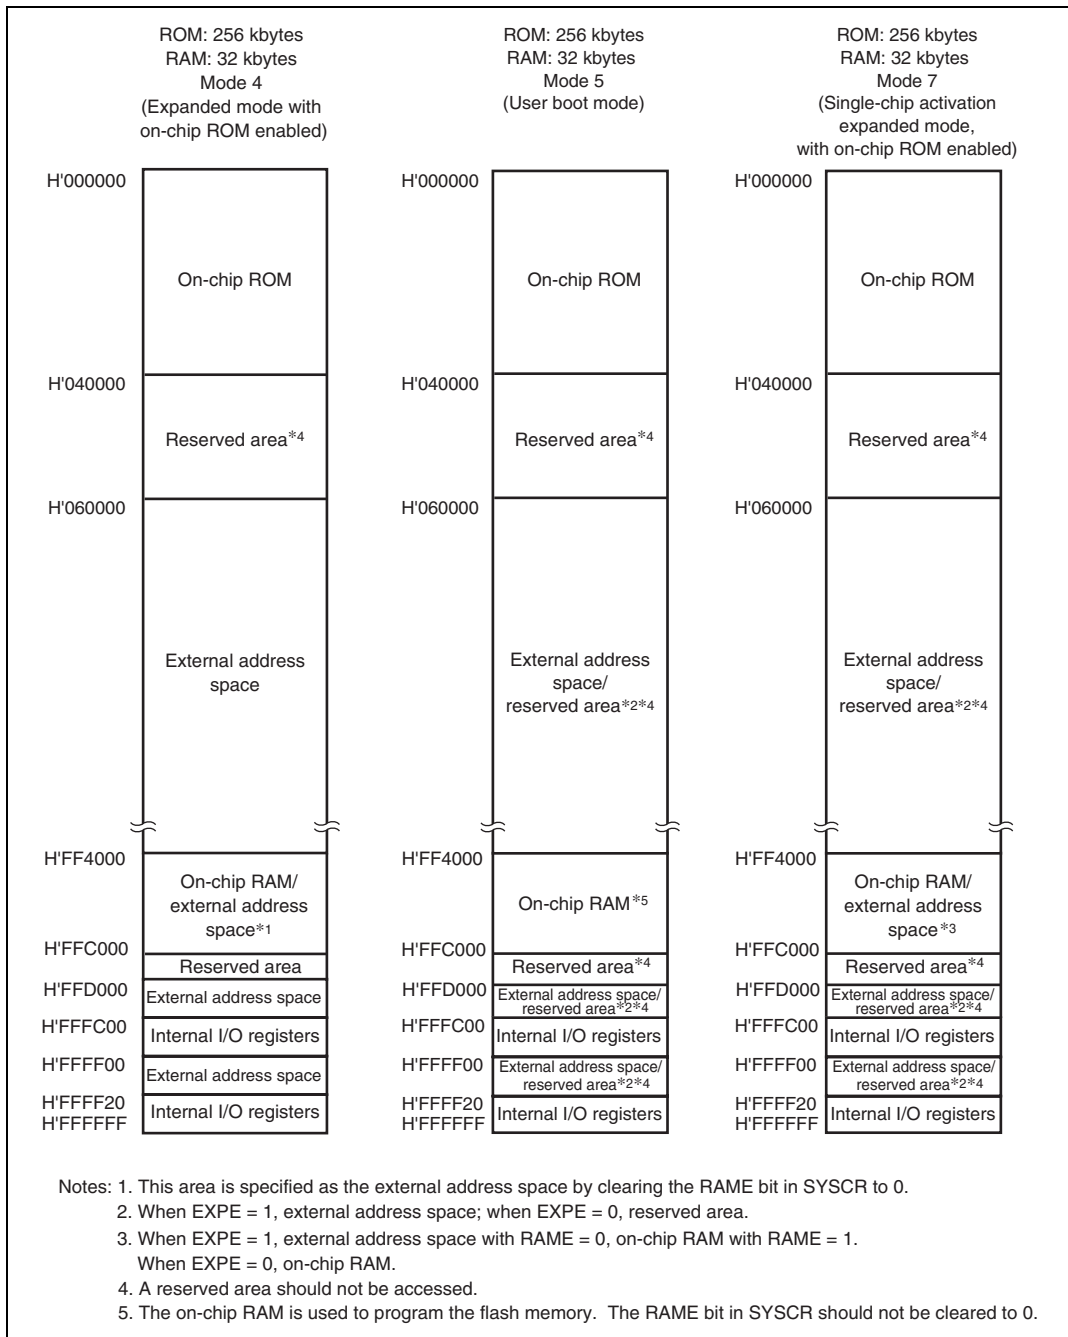 ROM: 256 kbytes
RAM: 32 kbytes
Mode 4
(Expanded mode with
on-chip ROM enabled)
H'000000
On-chip ROM
H'040000
Reserved area*4
H'060000
External address
space
H'FF4000
On-chip RAM/
external address
space*1
H'FFC000
Reserved area
H'FFD000
External address space
H'FFFC00
Internal I/O registers
H'FFFF00
External address space
H'FFFF20
Internal I/O registers
H'FFFFFF
ROM: 256 kbytes
RAM: 32 kbytes
Mode 5
(User boot mode)
H'000000
On-chip ROM
H'040000
Reserved area*4
H'060000
External address
space/
reserved area*2*4
H'FF4000
On-chip RAM*5
H'FFC000
Reserved area*4
H'FFD000
External address space/
reserved area*2*4
H'FFFC00
Internal I/O registers
H'FFFF00
External address space/
reserved area*2*4
H'FFFF20
Internal I/O registers
H'FFFFFF
ROM: 256 kbytes
RAM: 32 kbytes
Mode 7
(Single-chip activation
expanded mode,
with on-chip ROM enabled)
H'000000
On-chip ROM
H'040000
Reserved area*4
H'060000
External address
space/
reserved area*2*4
H'FF4000
On-chip RAM/
external address
space*3
H'FFC000
Reserved area*4
H'FFD000
External address space/
reserved area*2*4
H'FFFC00
Internal I/O registers
H'FFFF00
External address space/
reserved area*2*4
H'FFFF20
Internal I/O registers
H'FFFFFF
Notes: 1. This area is specified as the external address space by clearing the RAME bit in SYSCR to 0.
2. When EXPE = 1, external address space; when EXPE = 0, reserved area.
3. When EXPE = 1, external address space with RAME = 0, on-chip RAM with RAME = 1.
When EXPE = 0, on-chip RAM.
4. A reserved area should not be accessed.
5. The on-chip RAM is used to program the flash memory. The RAME bit in SYSCR should not be cleared to 0.